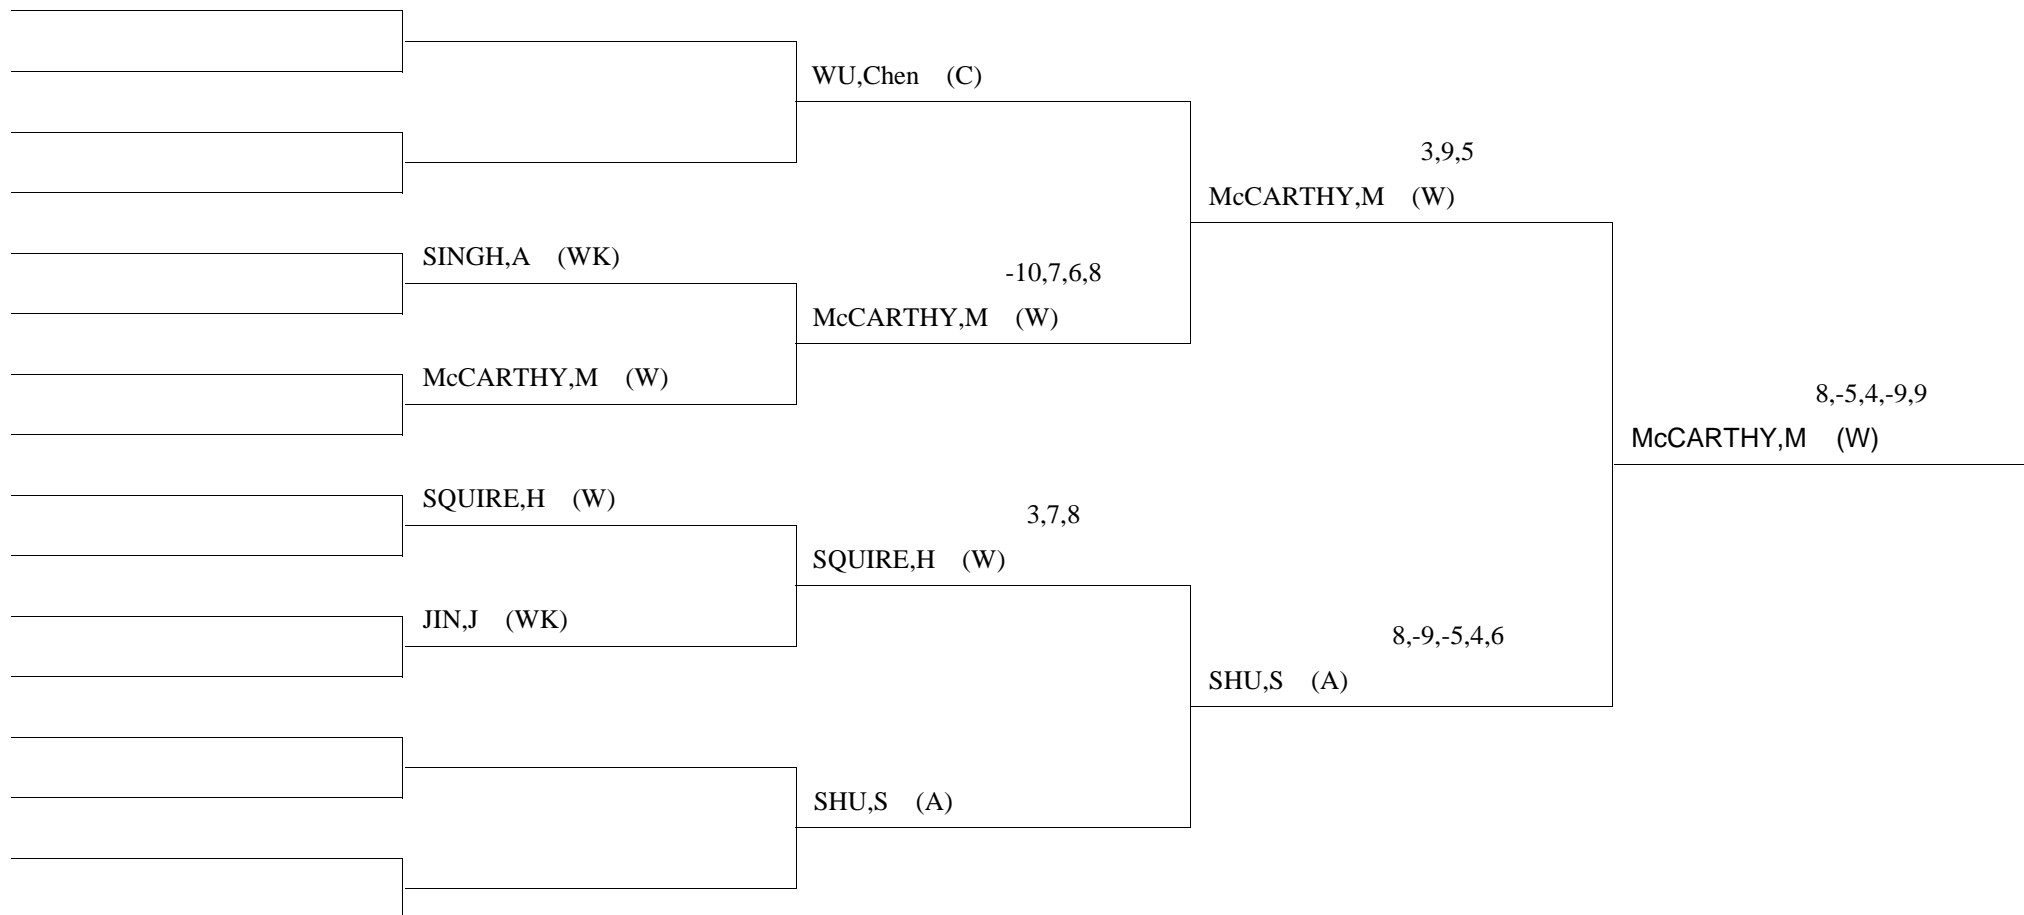 WU,Chen (C)
3,9,5
McCARTHY,M (W)
SINGH,A (WK)
-10,7,6,8
McCARTHY,M (W)
McCARTHY,M (W)
8,-5,4,-9,9
McCARTHY,M (W)
SQUIRE,H (W)
3,7,8
SQUIRE,H (W)
JIN,J (WK)
8,-9,-5,4,6
SHU,S (A)
SHU,S (A)